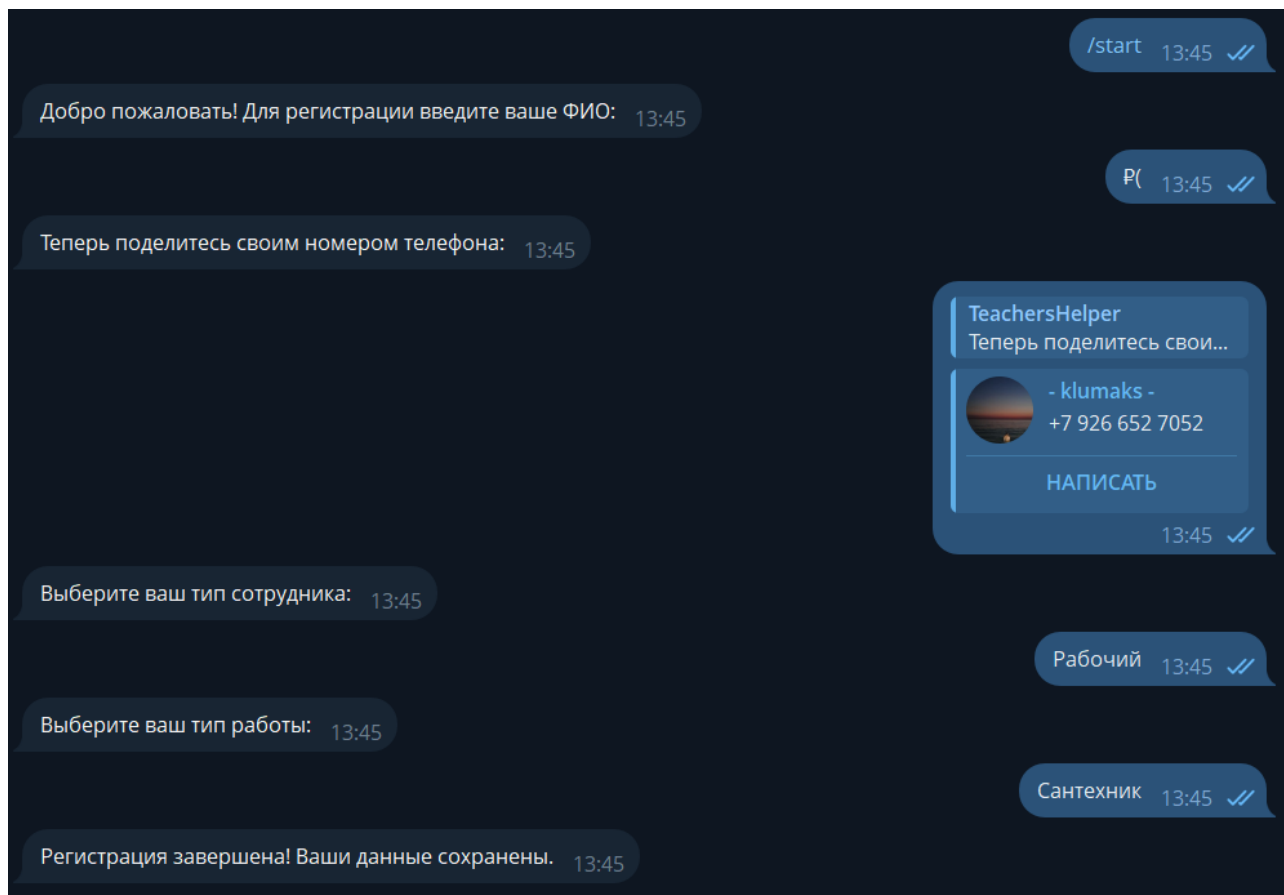 /start 13:45
Добро пожаловать! Для регистрации введите ваше ФИО: 13:45
₽( 13:45
Теперь поделитесь своим номером телефона: 13:45
TeachersHelper
Теперь поделитесь свои...
- klumaks -
+7 926 652 7052
НАПИСАТЬ
13:45
Выберите ваш тип сотрудника: 13:45
Рабочий 13:45
Выберите ваш тип работы: 13:45
Сантехник 13:45
Регистрация завершена! Ваши данные сохранены. 13:45